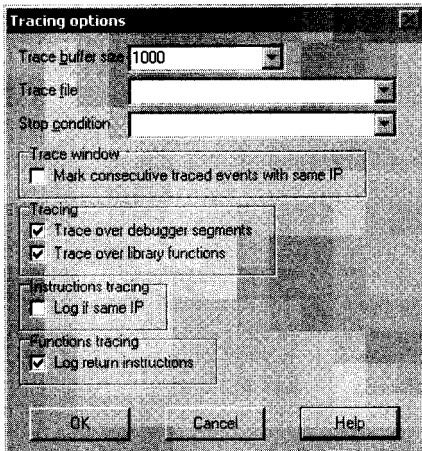 Tracing options
Trace buffer size 1000
Trace file
Stop condition
Trace window
Mark consecutive traced events with same IP
Tracing
Trace over debugger segments
Trace over library functions
Instructions tracing
Log if same IP
Functions tracing
Log return instructions
OK Cancel Help